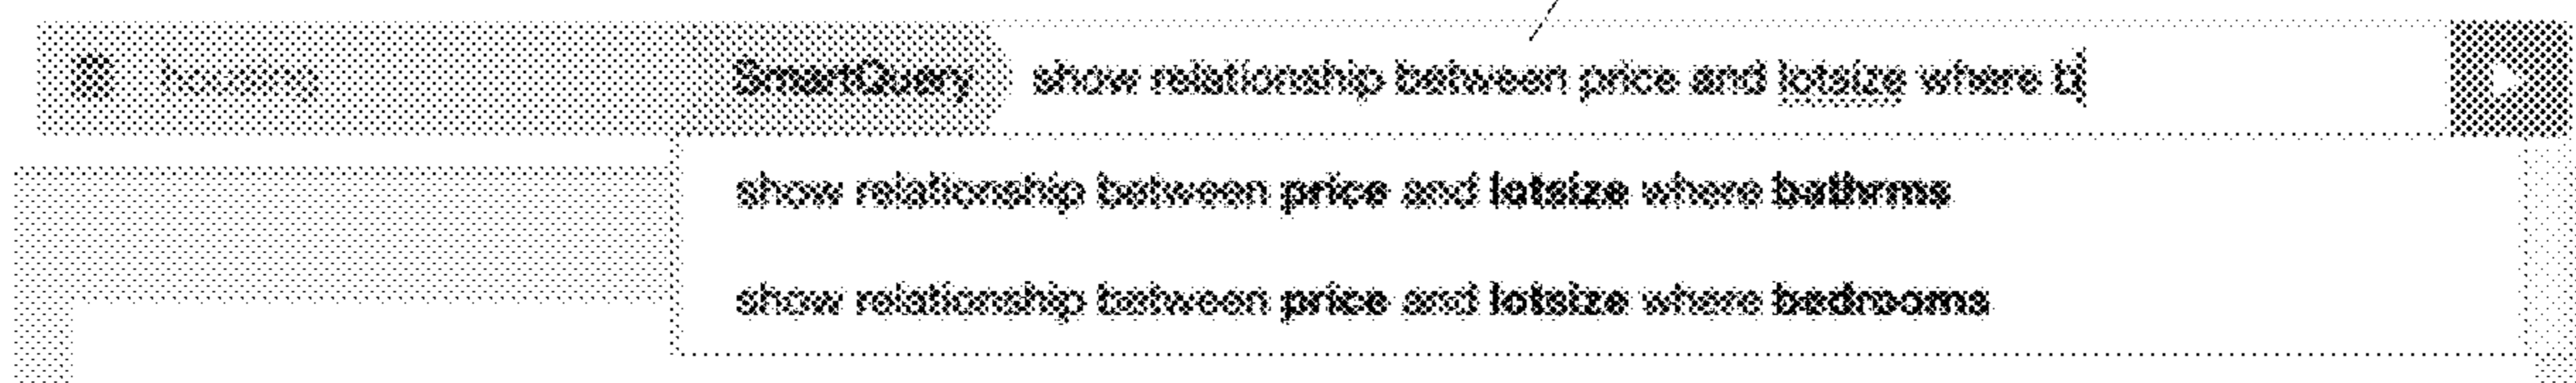 housing SmartQuery show relationship between price and lotsize where b
show relationship between price and lotsize where bathrms
show relationship between price and lotsize where bedrooms